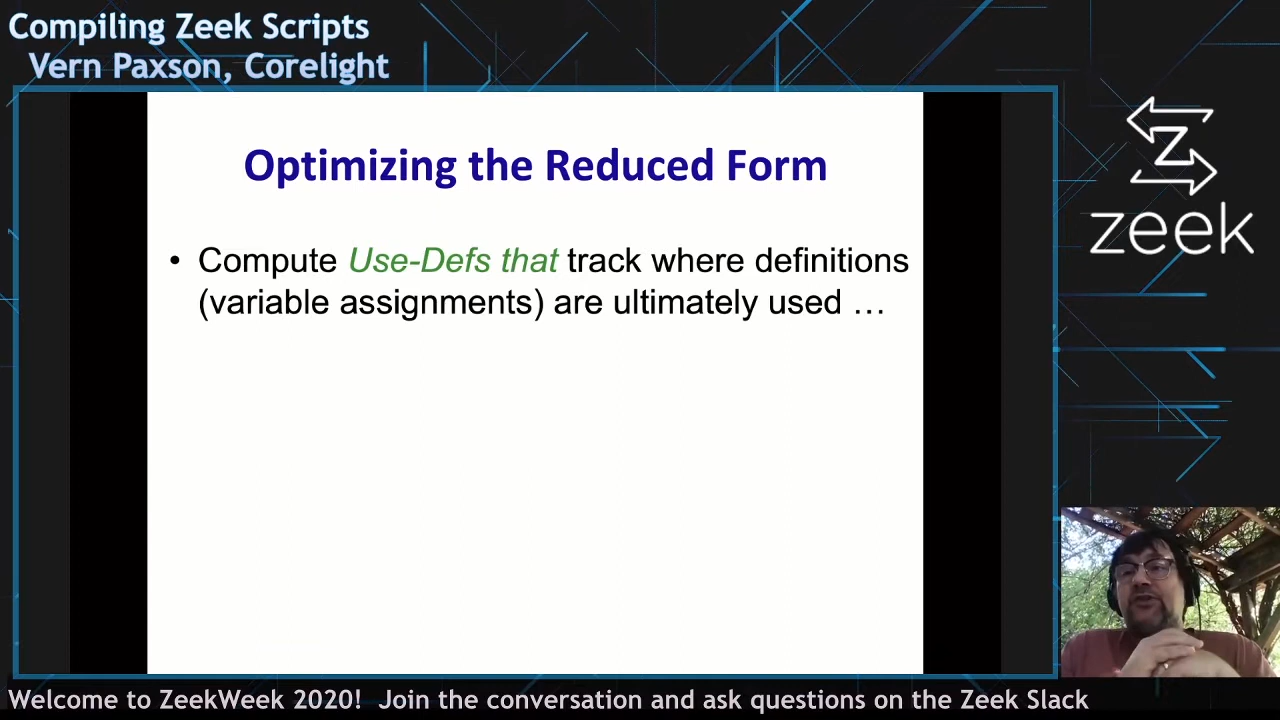 Compiling Zeek Scripts
Vern Paxson, Corelight
Optimizing the Reduced Form
• Compute Use-Defs that track where definitions
(variable assignments) are ultimately used …
Z
zeek
Welcome to ZeekWeek 2020! Join the conversation and ask questions on the Zeek Slack